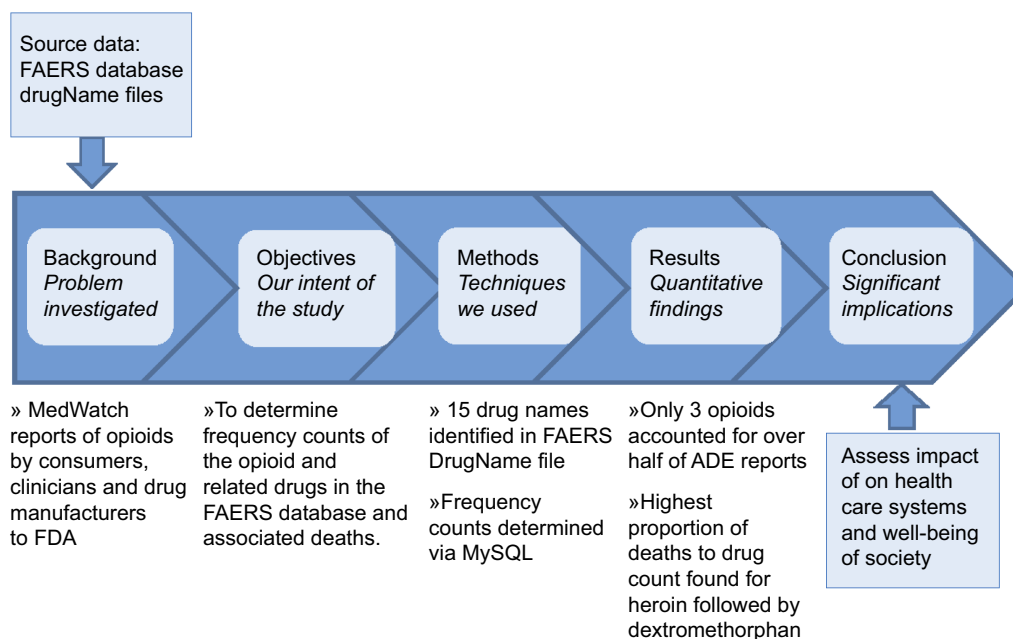 Source data:
FAERS database
drugName files
Background
Problem
investigated
Objectives
Our intent of
the study
Methods
Techniques
we used
Results
Quantitative
findings
Conclusion
Significant
implications
» MedWatch
reports of opioids
by consumers,
clinicians and drug
manufacturers
to FDA
»To determine
frequency counts of
the opioid and
related drugs in the
FAERS database and
associated deaths.
» 15 drug names
identified in FAERS
DrugName file
»Frequency
counts determined
via MySQL
»Only 3 opioids
accounted for over
half of ADE reports
»Highest
proportion of
deaths to drug
count found for
heroin followed by
dextromethorphan
Assess impact
of on health
care systems
and well-being
of society